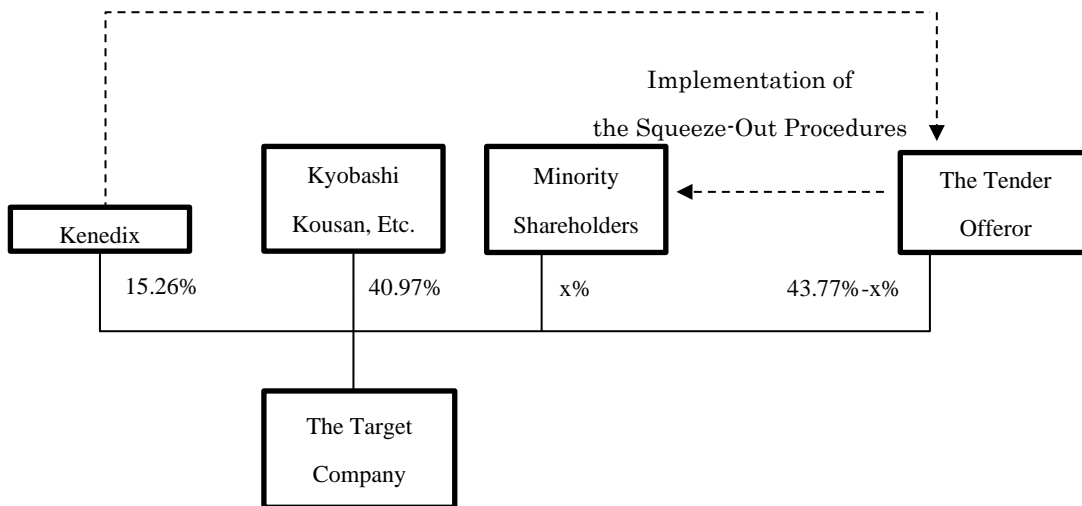 Implementation of
the Squeeze-Out Procedures
Kenedix
Kyobashi
Kousan, Etc.
Minority
Shareholders
The Tender
Offeror
15.26%
40.97%
x%
43.77%-x%
The Target
Company